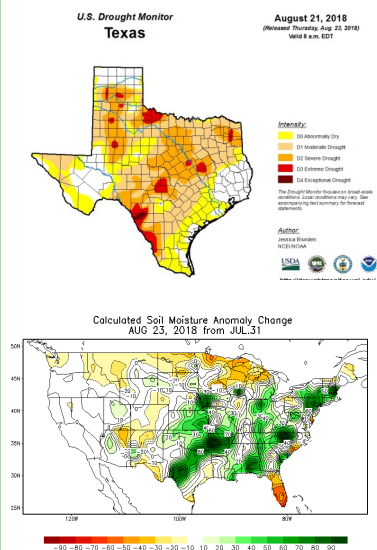 U.S. Drought Monitor
Texas
August 21, 2018
(Released Thursday, Aug. 23, 2018)
Valid 8 a.m. EDT
Intensity:
D0 Abnormally Dry
D1 Moderate Drought
D2 Severe Drought
D3 Extreme Drought
D4 Exceptional Drought
The Drought Monitor focuses on broad-scale
conditions. Local conditions may vary. See
accompanying text summary for forecast
statements.
Author:
Jessica Blunden
NCEI/NOAA
USDA
Calculated Soil Moisture Anomaly Change
AUG 23, 2018 from JUL.31
50N
45N
40N
35N
30N
25N
120W
100W
80W
-90 -80 -70 -60 -50 -40 -30 -20 -10 10 20 30 40 50 60 70 80 90